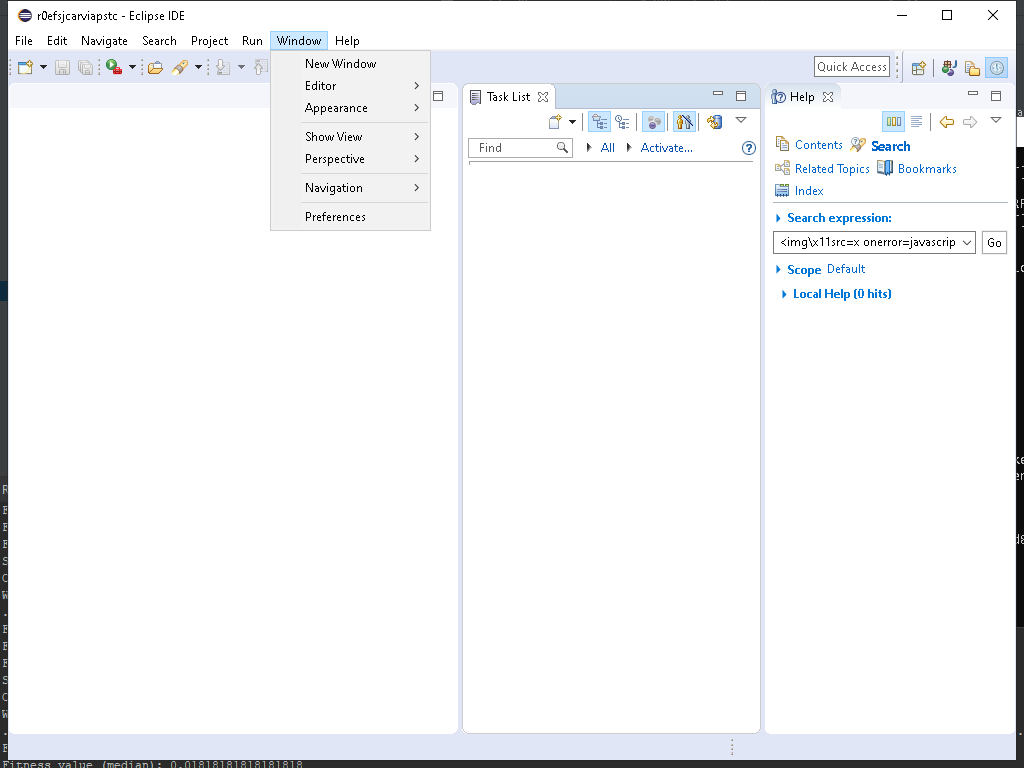 r0efsjcarviapstc - Eclipse IDE
File Edit Navigate Search Project Run Window Help
New Window
Editor
Appearance
Show View
Perspective
Navigation
Preferences
Quick Access
Task List
Find
All
Activate...
Help
Contents Search
Related Topics Bookmarks
Index
Search expression:
<img\x11src=x onerror=javascrip
Go
Scope Default
Local Help (0 hits)
Fitness value (median): 0.01818181818181818